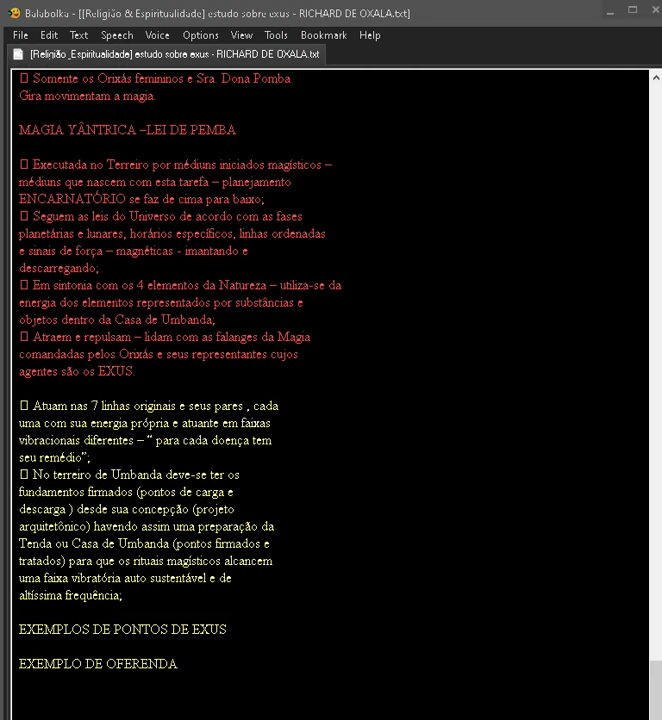 Balabolka - [[Religião & Espiritualidade] estudo sobre exus - RICHARD DE OXALA.txt]
File Edit Text Speech Voice Options View Tools Bookmark Help
[Religião _Espiritualidade] estudo sobre exus - RICHARD DE OXALA.txt
 Somente os Orixás femininos e Sra. Dona Pomba
Gira movimentam a magia.
MAGIA YÂNTRICA –LEI DE PEMBA
 Executada no Terreiro por médiuns iniciados magísticos –
médiuns que nascem com esta tarefa – planejamento
ENCARNATÓRIO se faz de cima para baixo;
 Seguem as leis do Universo de acordo com as fases
planetárias e lunares, horários específicos, linhas ordenadas
e sinais de força – magnéticas - imantando e
descarregando;
 Em sintonia com os 4 elementos da Natureza – utiliza-se da
energia dos elementos representados por substâncias e
objetos dentro da Casa de Umbanda;
 Atraem e repulsam – lidam com as falanges da Magia
comandadas pelos Orixás e seus representantes cujos
agentes são os EXUS.
 Atuam nas 7 linhas originais e seus pares , cada
uma com sua energia própria e atuante em faixas
vibracionais diferentes – “ para cada doença tem
seu remédio”;
 No terreiro de Umbanda deve-se ter os
fundamentos firmados (pontos de carga e
descarga ) desde sua concepção (projeto
arquitetônico) havendo assim uma preparação da
Tenda ou Casa de Umbanda (pontos firmados e
tratados) para que os rituais magísticos alcancem
uma faixa vibratória auto sustentável e de
altíssima frequência;
EXEMPLOS DE PONTOS DE EXUS
EXEMPLO DE OFERENDA